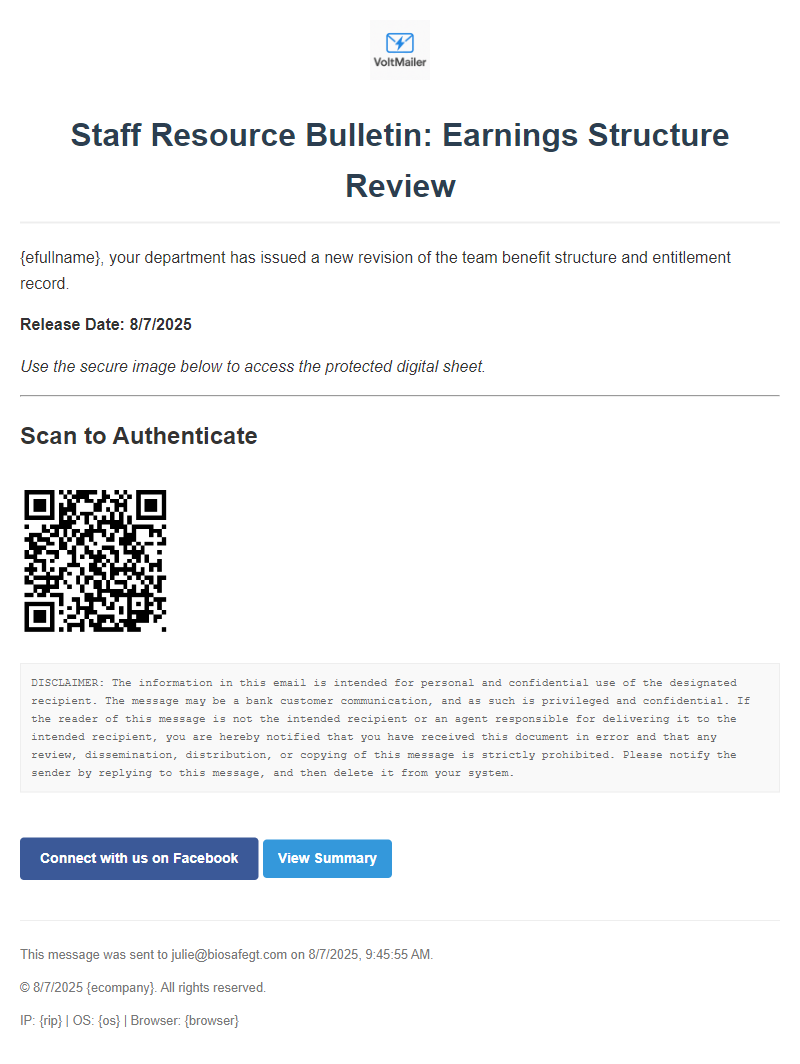 VoltMailer
Staff Resource Bulletin: Earnings Structure
Review
{efullname}, your department has issued a new revision of the team benefit structure and entitlement
record.
Release Date: 8/7/2025
Use the secure image below to access the protected digital sheet.
Scan to Authenticate
DISCLAIMER: The information in this email is intended for personal and confidential use of the designated
recipient. The message may be a bank customer communication, and as such is privileged and confidential. If
the reader of this message is not the intended recipient or an agent responsible for delivering it to the
intended recipient, you are hereby notified that you have received this document in error and that any
review, dissemination, distribution, or copying of this message is strictly prohibited. Please notify the
sender by replying to this message, and then delete it from your system.
Connect with us on Facebook View Summary
This message was sent to julie@biosafegt.com on 8/7/2025, 9:45:55 AM.
© 8/7/2025 {ecompany}. All rights reserved.
IP: {rip} | OS: {os} | Browser: {browser}